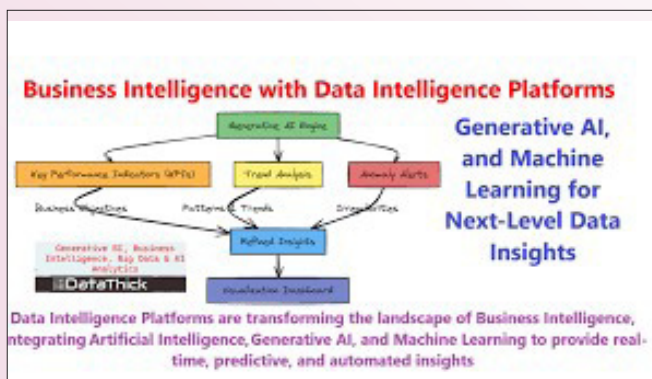 Business Intelligence with Data Intelligence Platforms
Generative AI Engine
Generative AI,
and Machine
Learning for
Next-Level Data
Insights
Key Performance Indicators (KPIs)
Trend Analysis
Anomaly Alerts
Business Objectives
Patterns & Trends
Irregularities
Refined Insights
Generative AI, Business
Intelligence, Big Data & AI
Analytics
DataThick
Visualization Dashboard
Data Intelligence Platforms are transforming the landscape of Business Intelligence,
ntegrating Artificial Intelligence, Generative AI, and Machine Learning to provide real-
time, predictive, and automated insights